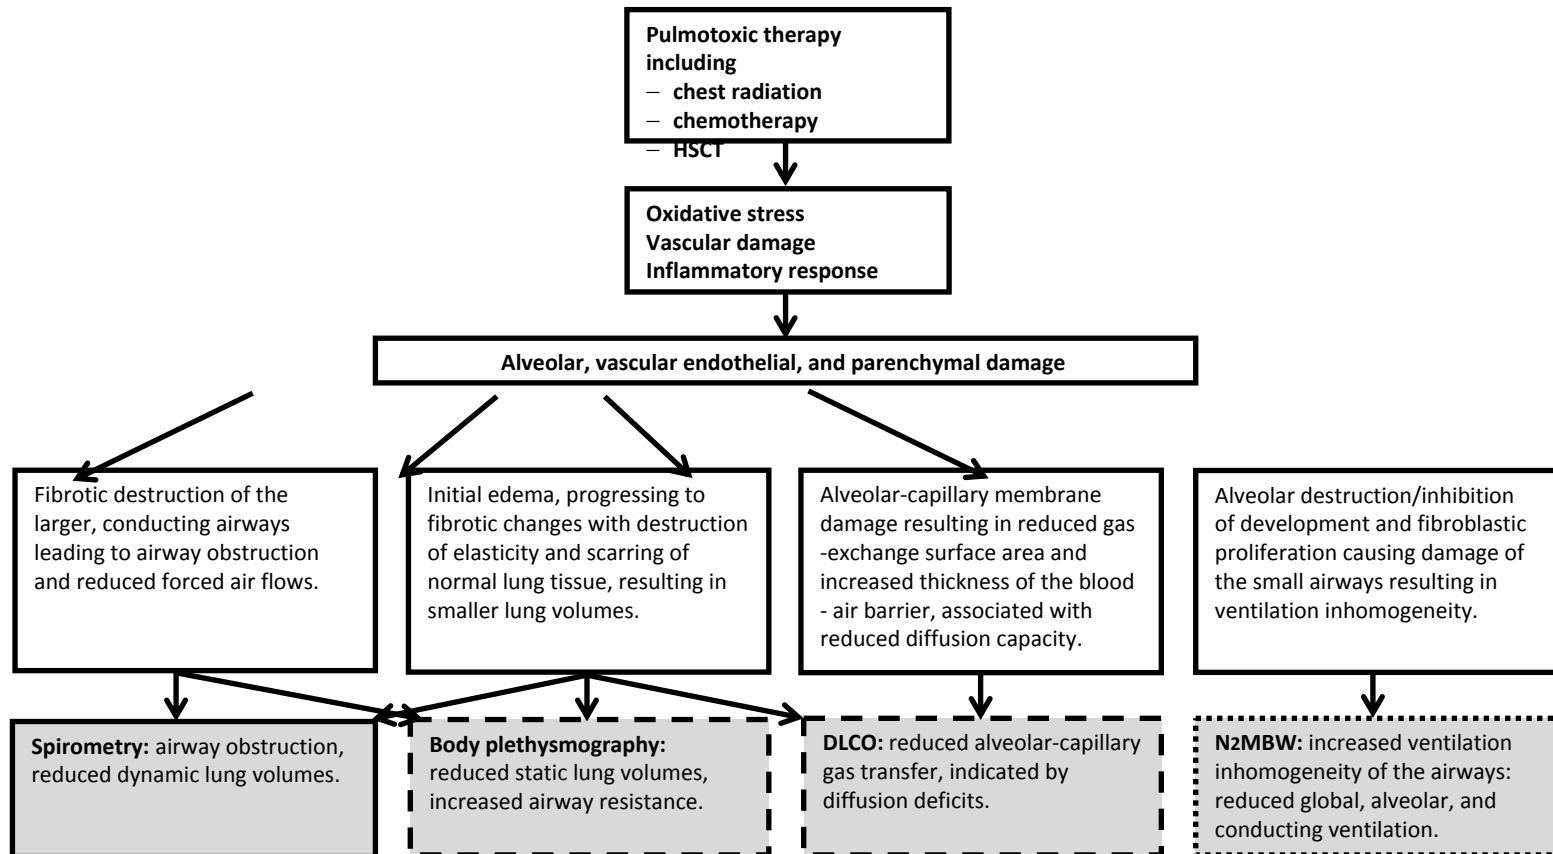 Pulmotoxic therapy
including
– chest radiation
– chemotherapy
– HSCT
Oxidative stress
Vascular damage
Inflammatory response
Alveolar, vascular endothelial, and parenchymal damage
Fibrotic destruction of the
larger, conducting airways
leading to airway obstruction
and reduced forced air flows.
Initial edema, progressing to
fibrotic changes with destruction
of elasticity and scarring of
normal lung tissue, resulting in
smaller lung volumes.
Alveolar-capillary membrane
damage resulting in reduced gas
-exchange surface area and
increased thickness of the blood
- air barrier, associated with
reduced diffusion capacity.
Alveolar destruction/inhibition
of development and fibroblastic
proliferation causing damage of
the small airways resulting in
ventilation inhomogeneity.
Spirometry: airway obstruction,
reduced dynamic lung volumes.
Body plethysmography:
reduced static lung volumes,
increased airway resistance.
DLCO: reduced alveolar-capillary
gas transfer, indicated by
diffusion deficits.
N2MBW: increased ventilation
inhomogeneity of the airways:
reduced global, alveolar, and
conducting ventilation.